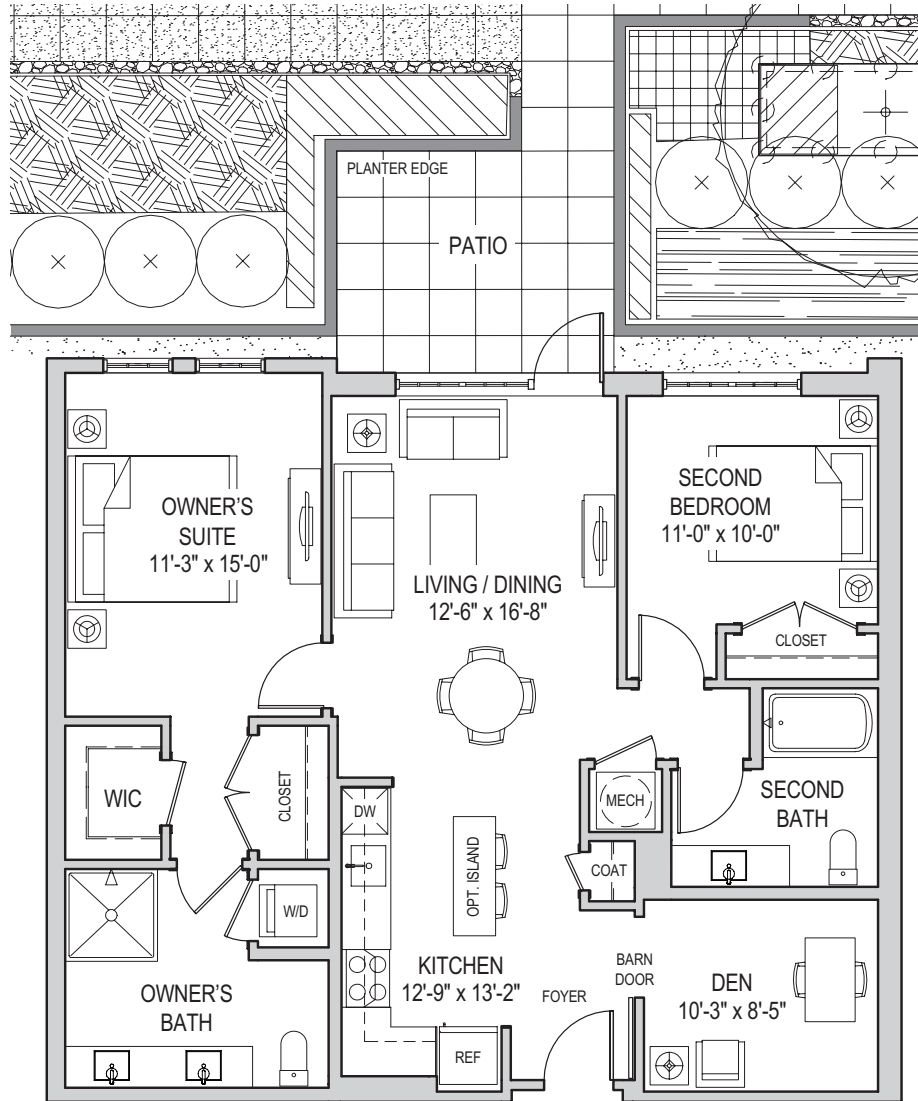 PLANTER EDGE
PATIO
OWNER'S
SUITE
11'-3" x 15'-0"
SECOND
BEDROOM
11'-0" x 10'-0"
LIVING / DINING
12'-6" x 16'-8"
CLOSET
WIC
CLOSET
DW
MECH
SECOND
BATH
OPT. ISLAND
COAT
W/D
KITCHEN
12'-9" x 13'-2"
FOYER
BARN
DOOR
DEN
10'-3" x 8'-5"
OWNER'S
BATH
REF